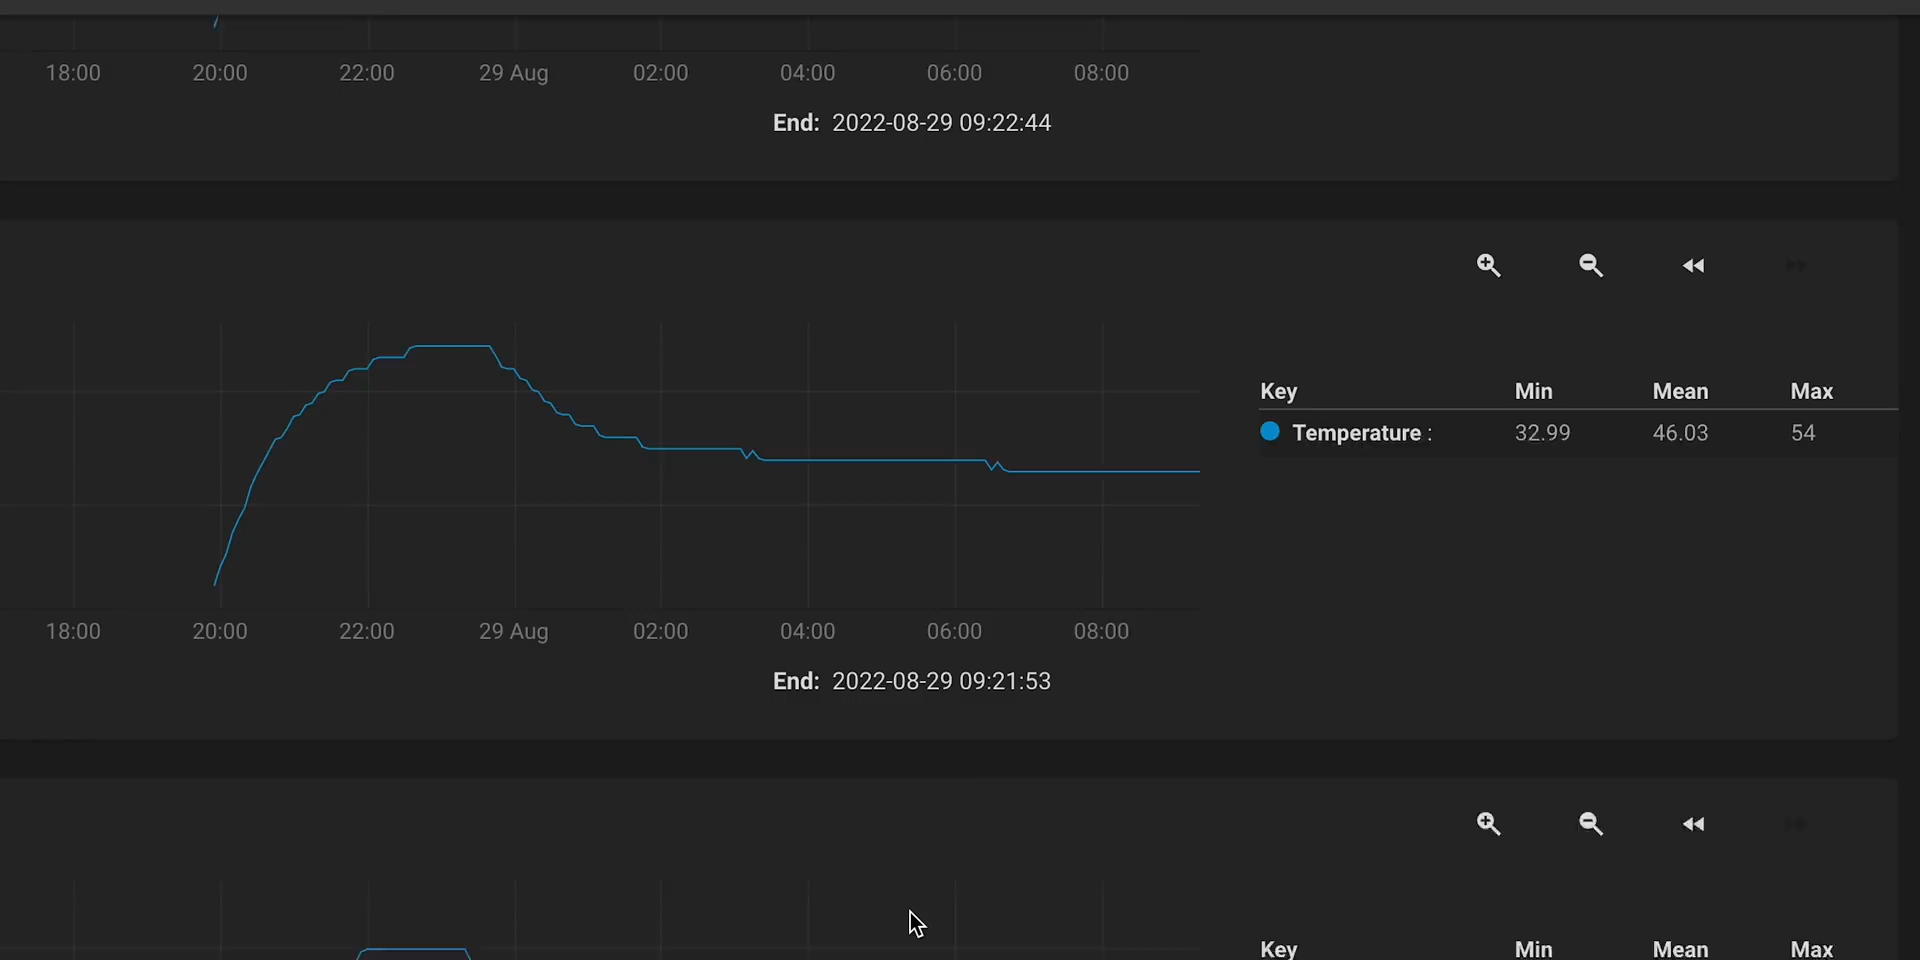 18:00 20:00 22:00 29 Aug 02:00 04:00 06:00 08:00
End: 2022-08-29 09:22:44
Key Min Mean Max
Temperature : 32.99 46.03 54
18:00 20:00 22:00 29 Aug 02:00 04:00 06:00 08:00
End: 2022-08-29 09:21:53
Key Min Mean Max